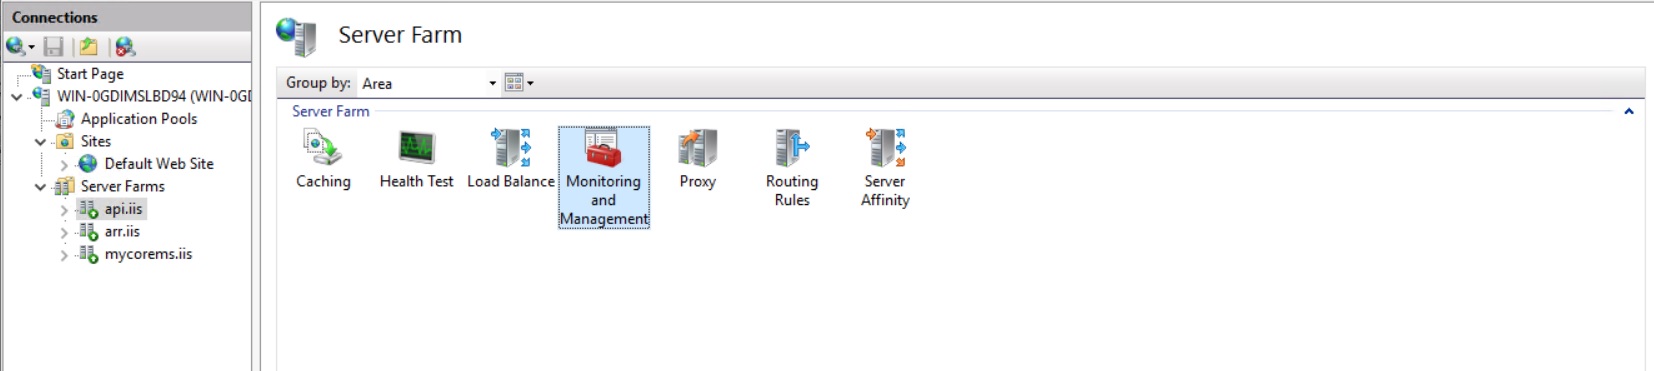 Connections
Start Page
WIN-0GDIMSLBD94 (WIN-0GI
Application Pools
Sites
Default Web Site
Server Farms
api.iis
arr.iis
mycorems.iis
Server Farm
Group by: Area
Server Farm
Caching
Health Test
Load Balance
Monitoring
and
Management
Proxy
Routing
Rules
Server
Affinity